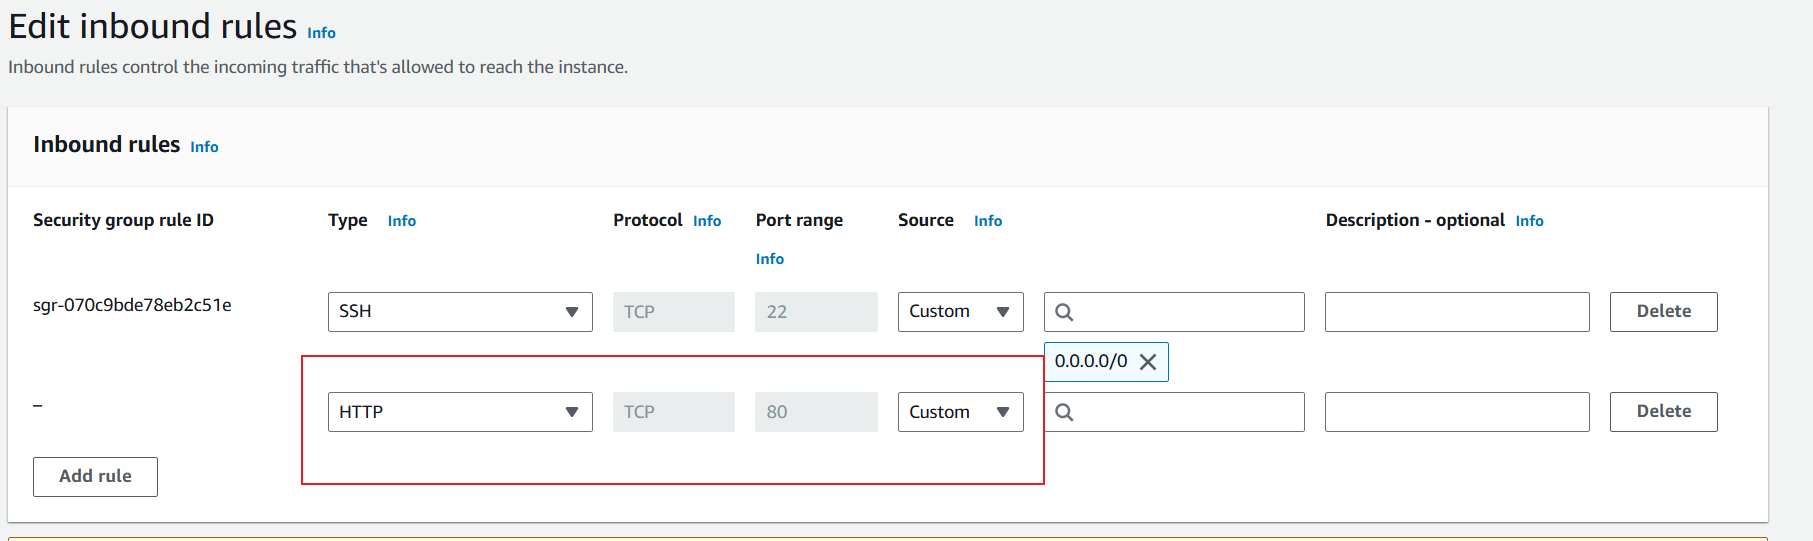 Edit inbound rules Info
Inbound rules control the incoming traffic that's allowed to reach the instance.
Inbound rules Info
Security group rule ID Type Info Protocol Info Port range Info Source Info Description - optional Info
sgr-070c9bde78eb2c51e SSH TCP 22 Custom Delete
0.0.0.0/0
– HTTP TCP 80 Custom Delete
Add rule